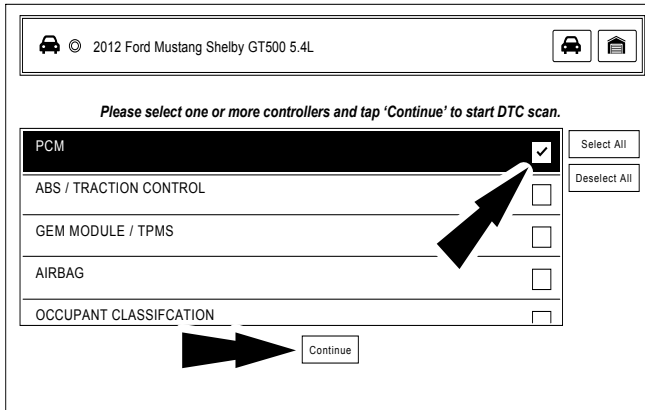 2012 Ford Mustang Shelby GT500 5.4L
Please select one or more controllers and tap ‘Continue’ to start DTC scan.
PCM
Select All
Deselect All
ABS / TRACTION CONTROL
GEM MODULE / TPMS
AIRBAG
OCCUPANT CLASSIFCATION
Continue